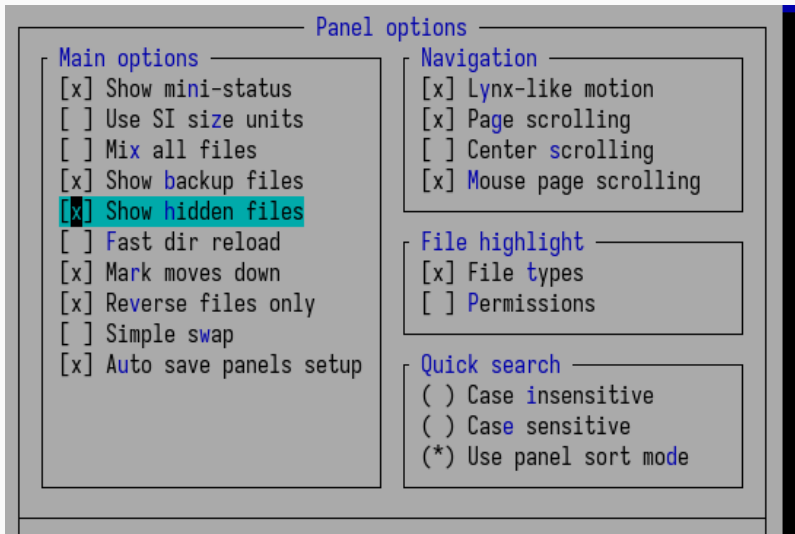 Panel options
Main options
[x] Show mini-status
[ ] Use SI size units
[ ] Mix all files
[x] Show backup files
[x] Show hidden files
[ ] Fast dir reload
[x] Mark moves down
[x] Reverse files only
[ ] Simple swap
[x] Auto save panels setup
Navigation
[x] Lynx-like motion
[x] Page scrolling
[ ] Center scrolling
[x] Mouse page scrolling
File highlight
[x] File types
[ ] Permissions
Quick search
( ) Case insensitive
( ) Case sensitive
(*) Use panel sort mode